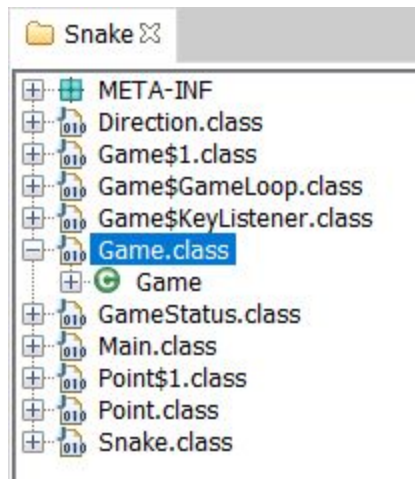 Snake
META-INF
Direction.class
Game$1.class
Game$GameLoop.class
Game$KeyListener.class
Game.class
Game
GameStatus.class
Main.class
Point$1.class
Point.class
Snake.class